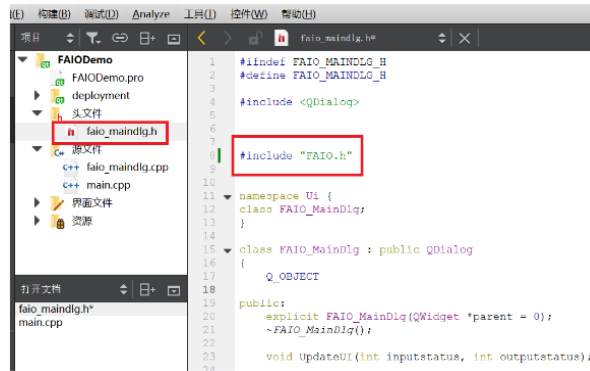 (E) 构建(B) 调试(D) Analyze 工具(T) 控件(W) 帮助(H)
项目
faio_maindlg.h*
FAIODemo
FAIODemo.pro
deployment
头文件
faio_maindlg.h
源文件
faio_maindlg.cpp
main.cpp
界面文件
资源
打开文档
faio_maindlg.h*
main.cpp
1 #ifndef FAIO_MAINDLG_H
2 #define FAIO_MAINDLG_H
3
4 #include <QDialog>
5
6
7
8 #include "FAIO.h"
9
10
11 namespace Ui {
12 class FAIO_MainDlg;
13 }
14
15 class FAIO_MainDlg : public QDialog
16 {
17 Q_OBJECT
18
19 public:
20 explicit FAIO_MainDlg(QWidget *parent = 0);
21 ~FAIO_MainDlg();
22
23 void UpdateUI(int inputstatus, int outputstatus);
24